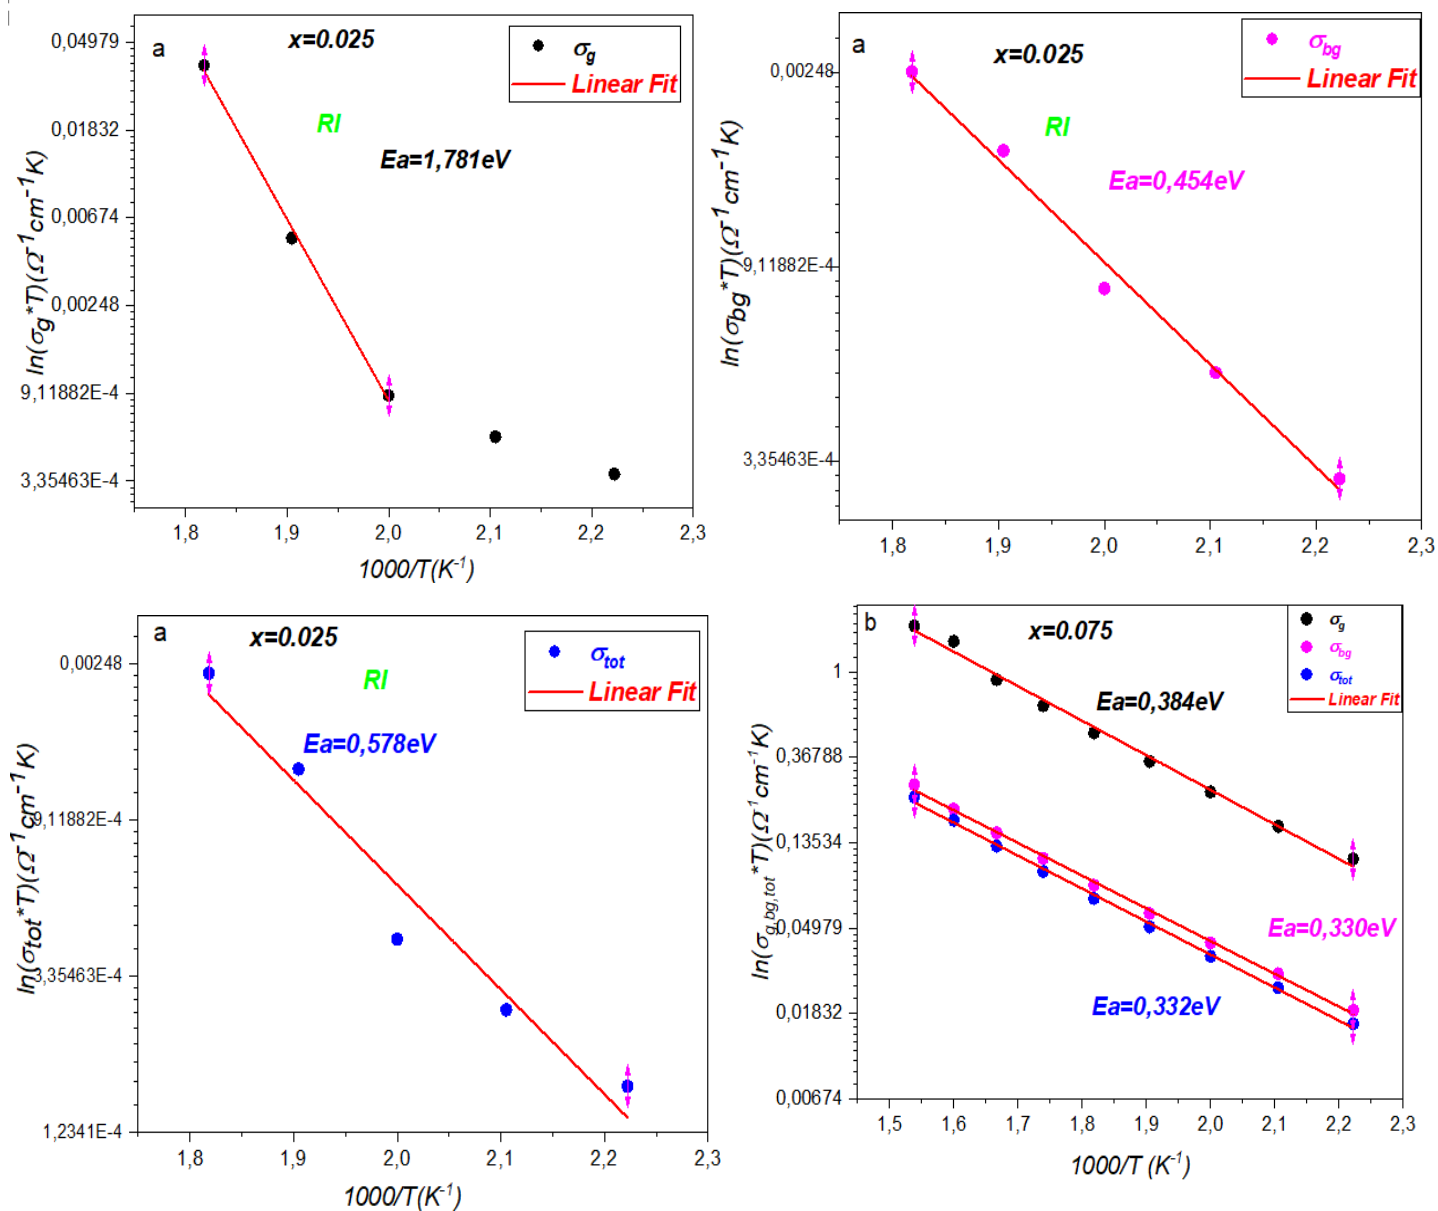 a
x=0.025
σg
Linear Fit
RI
Ea=1,781eV
ln(σg*T)(Ω-1cm-1K)
0,04979
0,01832
0,00674
0,00248
9,11882E-4
3,35463E-4
1,8 1,9 2,0 2,1 2,2 2,3
1000/T(K-1)
a
x=0.025
σbg
Linear Fit
RI
Ea=0,454eV
ln(σbg*T)(Ω-1cm-1K)
0,00248
9,11882E-4
3,35463E-4
1,8 1,9 2,0 2,1 2,2 2,3
a
x=0.025
σtot
Linear Fit
RI
Ea=0,578eV
ln(σtot*T)(Ω-1cm-1K)
0,00248
9,11882E-4
3,35463E-4
1,2341E-4
1,8 1,9 2,0 2,1 2,2 2,3
1000/T(K-1)
b
x=0.075
σg
σbg
σtot
Linear Fit
Ea=0,384eV
Ea=0,330eV
Ea=0,332eV
ln(σg,bg,tot*T)(Ω-1cm-1K)
1
0,36788
0,13534
0,04979
0,01832
0,00674
1,5 1,6 1,7 1,8 1,9 2,0 2,1 2,2 2,3
1000/T (K-1)